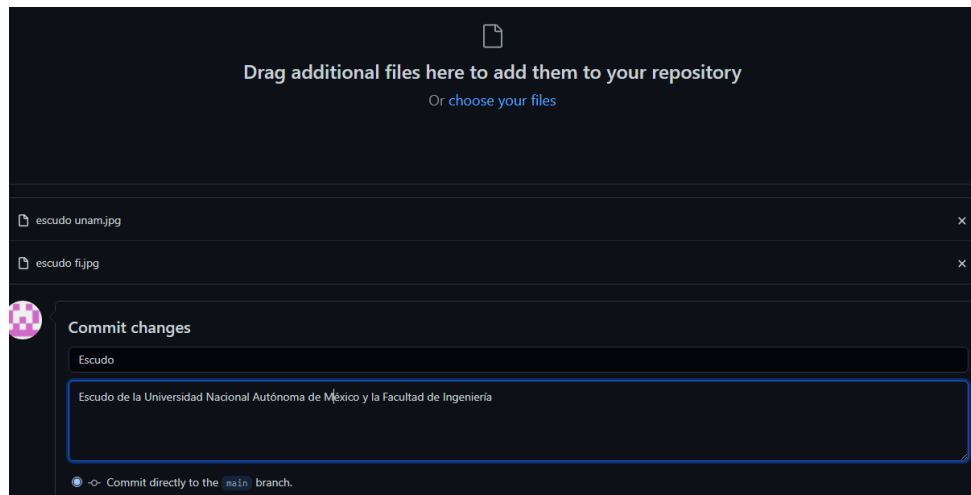 Drag additional files here to add them to your repository
Or choose your files
escudo unam.jpg
escudo fi.jpg
Commit changes
Escudo
Escudo de la Universidad Nacional Autónoma de México y la Facultad de Ingeniería
Commit directly to the main branch.